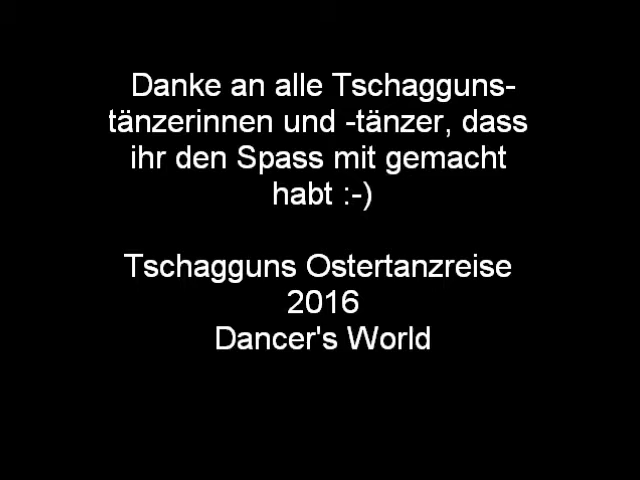 Danke an alle Tschagguns-
tänzerinnen und -tänzer, dass
ihr den Spass mit gemacht
habt :-)
Tschagguns Ostertanzreise
2016
Dancer's World